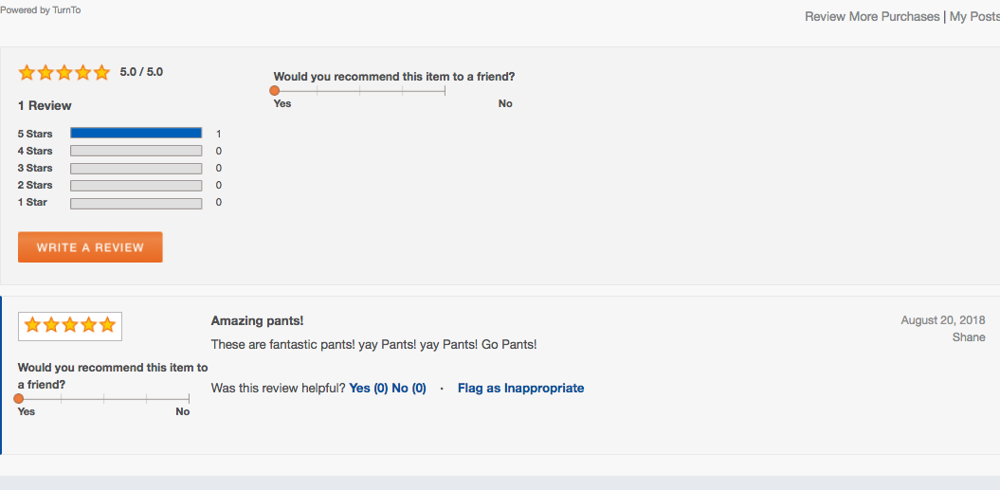 Powered by TurnTo
Review More Purchases | My Posts
5.0 / 5.0
Would you recommend this item to a friend?
Yes No
1 Review
5 Stars 1
4 Stars 0
3 Stars 0
2 Stars 0
1 Star 0
WRITE A REVIEW
Amazing pants!
August 20, 2018
These are fantastic pants! yay Pants! yay Pants! Go Pants!
Shane
Would you recommend this item to
a friend?
Yes No
Was this review helpful? Yes (0) No (0) · Flag as Inappropriate